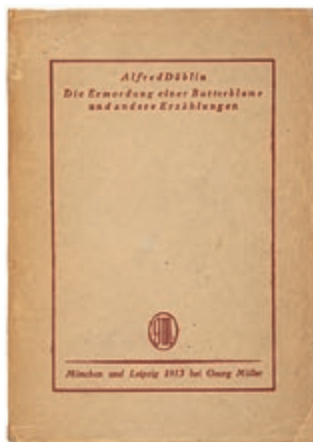 Alfred Döblin
Die Ermordung einer Butterblume
und andere Erzählungen
München und Leipzig 1913 bei Georg Müller